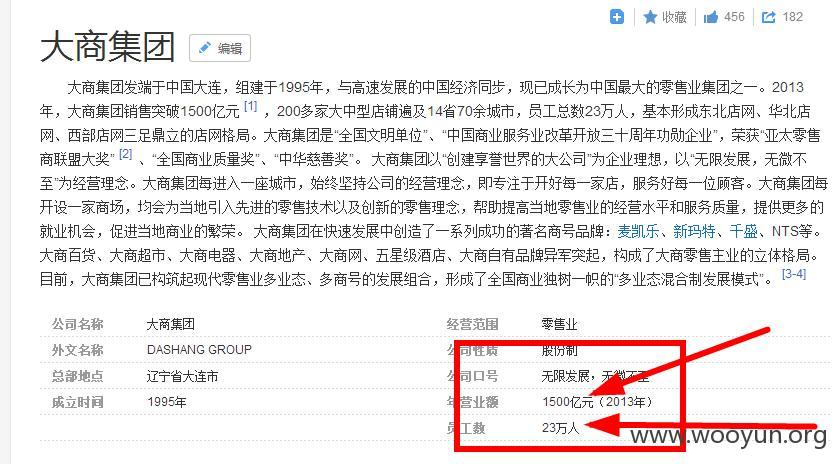 收藏 456 182
大商集团 编辑
大商集团发端于中国大连，组建于1995年，与高速发展的中国经济同步，现已成长为中国最大的零售业集团之一。2013
年，大商集团销售突破1500亿元 [1] ，200多家大中型店铺遍及14省70余城市，员工总数23万人，基本形成东北店网、华北店
网、西部店网三足鼎立的店网格局。大商集团是“全国文明单位”、“中国商业服务业改革开放三十周年功勋企业”，荣获“亚太零售
商联盟大奖” [2] 、“全国商业质量奖”、“中华慈善奖”。 大商集团以“创建享誉世界的大公司”为企业理想，以“无限发展，无微不
至”为经营理念。大商集团每进入一座城市，始终坚持公司的经营理念，即专注于开好每一家店，服务好每一位顾客。大商集团每
开设一家商场，均会为当地引入先进的零售技术以及创新的零售理念，帮助提高当地零售业的经营水平和服务质量，提供更多的
就业机会，促进当地商业的繁荣。 大商集团在快速发展中创造了一系列成功的著名商号品牌：麦凯乐、新玛特、千盛、NTS等。
大商百货、大商超市、大商电器、大商地产、大商网、五星级酒店、大商自有品牌异军突起，构成了大商零售主业的立体格局。
目前，大商集团已构筑起现代零售业多业态、多商号的发展组合，形成了全国商业独树一帜的“多业态混合制发展模式”。 [3-4]
公司名称 大商集团 经营范围 零售业
外文名称 DASHANG GROUP 公司性质 股份制
总部地点 辽宁省大连市 公司口号 无限发展，无微不至
成立时间 1995年 年营业额 1500亿元（2013年）
员工数 23万人
www.wooyun.org